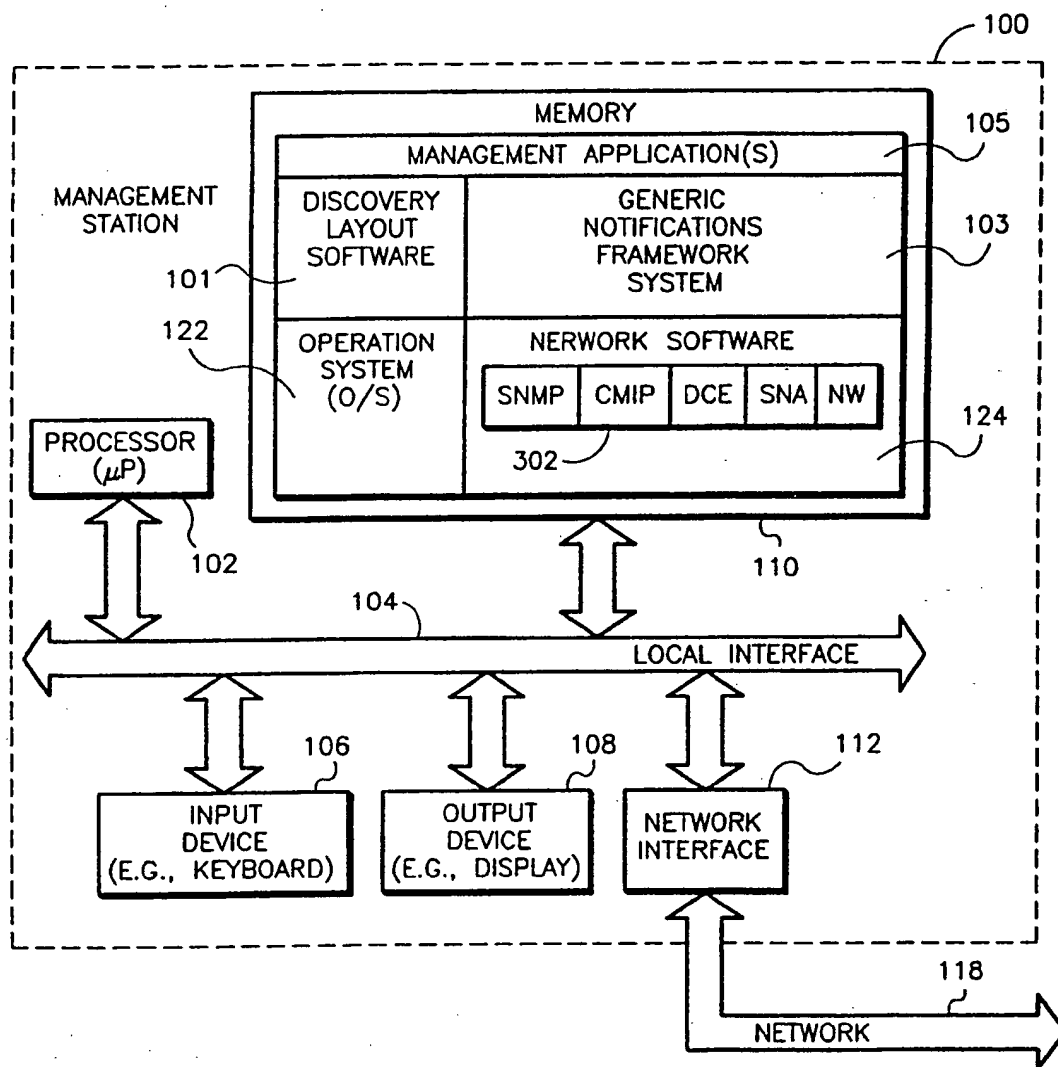 100
MEMORY
105
MANAGEMENT APPLICATION(S)
MANAGEMENT
STATION
DISCOVERY
LAYOUT
SOFTWARE
101
GENERIC
NOTIFICATIONS
FRAMEWORK
SYSTEM
103
122
OPERATION
SYSTEM
(O/S)
NERWORK SOFTWARE
SNMP CMIP DCE SNA NW
302
124
PROCESSOR
(μP)
102
110
104
LOCAL INTERFACE
106
108
112
INPUT
DEVICE
(E.G., KEYBOARD)
OUTPUT
DEVICE
(E.G., DISPLAY)
NETWORK
INTERFACE
118
NETWORK